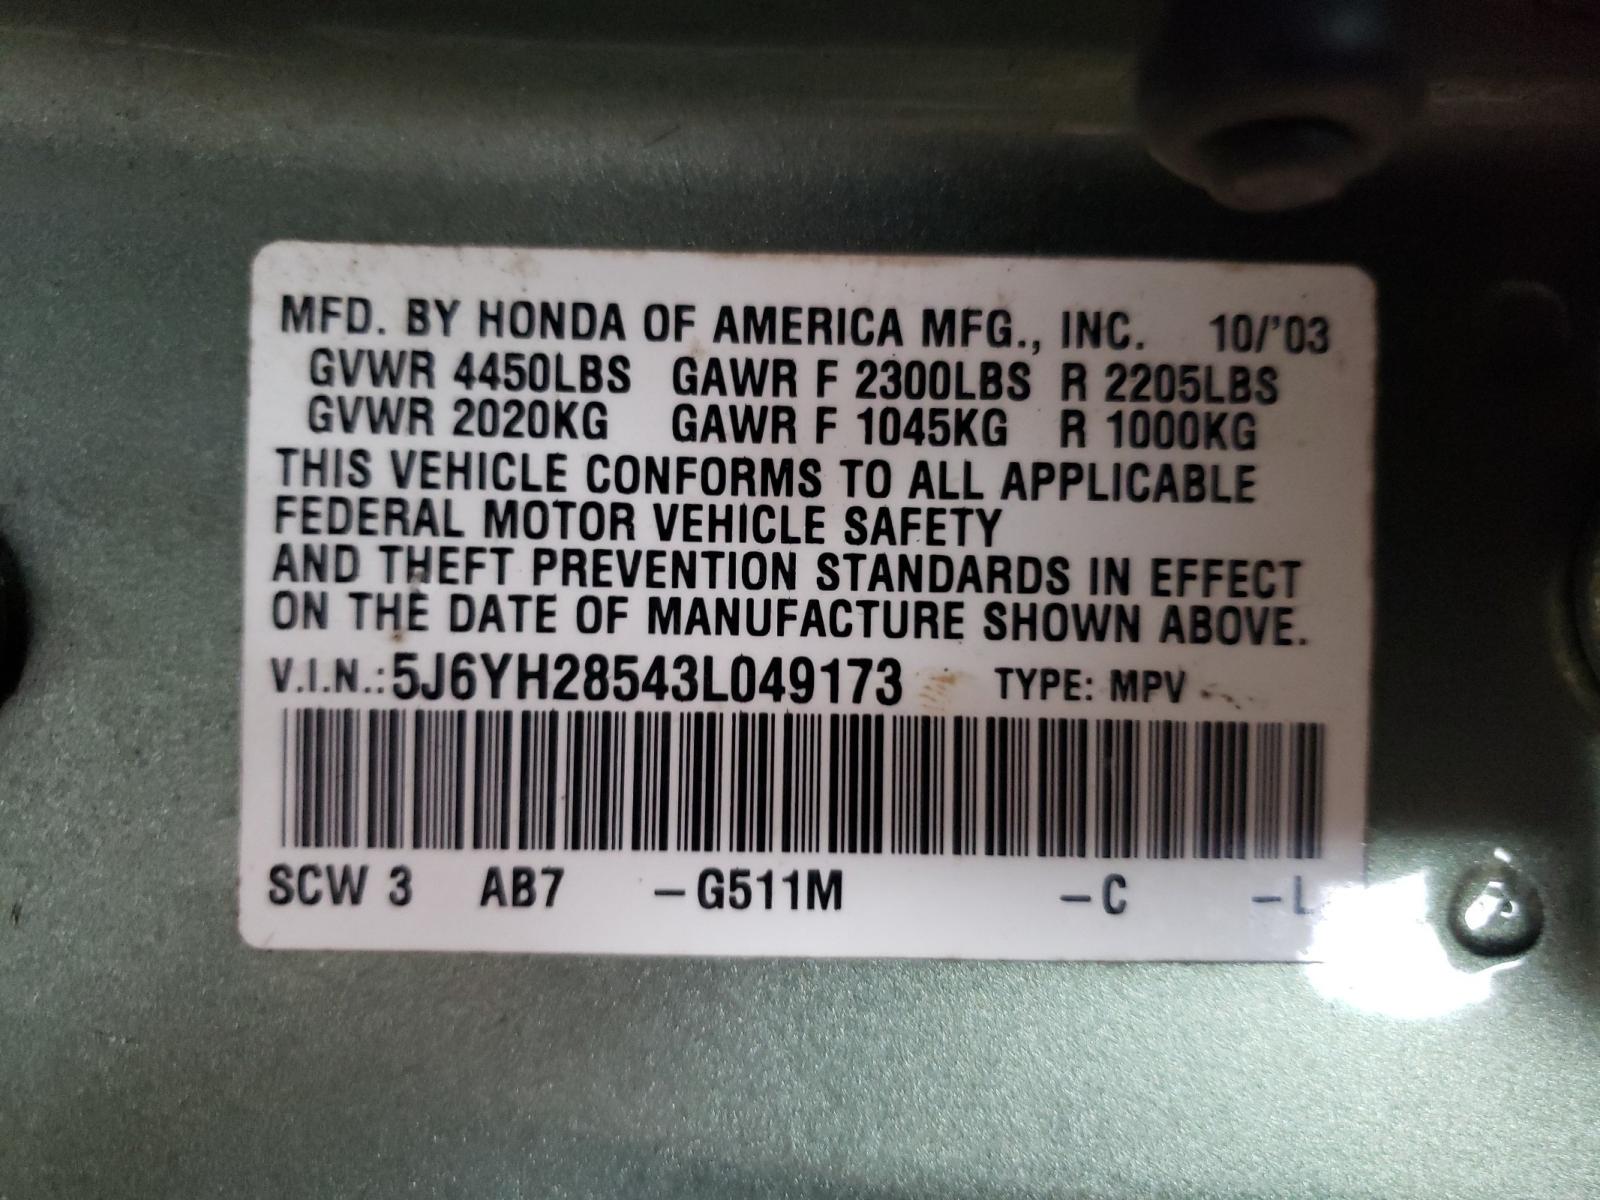 MFD. BY HONDA OF AMERICA MFG., INC. 10/'03
GVWR 4450LBS GAWR F 2300LBS R 2205LBS
GVWR 2020KG GAWR F 1045KG R 1000KG
THIS VEHICLE CONFORMS TO ALL APPLICABLE
FEDERAL MOTOR VEHICLE SAFETY
AND THEFT PREVENTION STANDARDS IN EFFECT
ON THE DATE OF MANUFACTURE SHOWN ABOVE.
V.I.N.: 5J6YH28543L049173 TYPE: MPV
SCW 3 AB7 –G511M –C –L